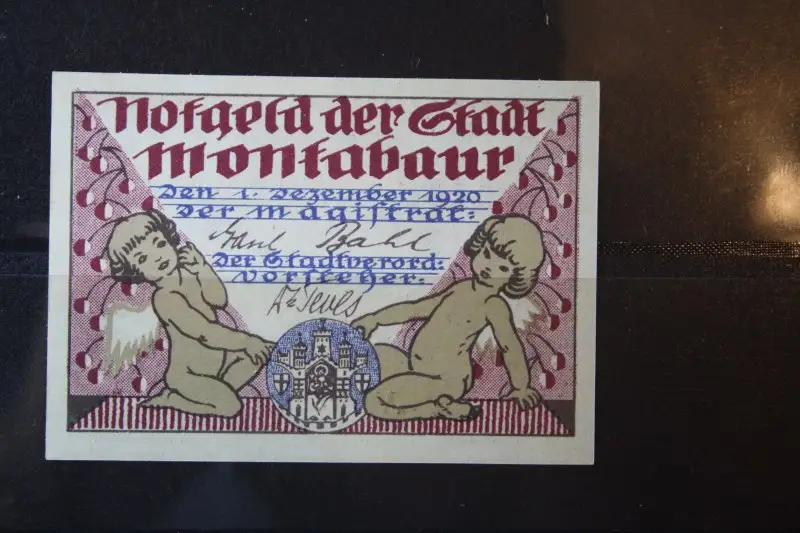 Notgeld der Stadt
Montabaur
Den 1. Dezember 1920
Der Magistrat:
Der Stadtverord:
Vorsteher: